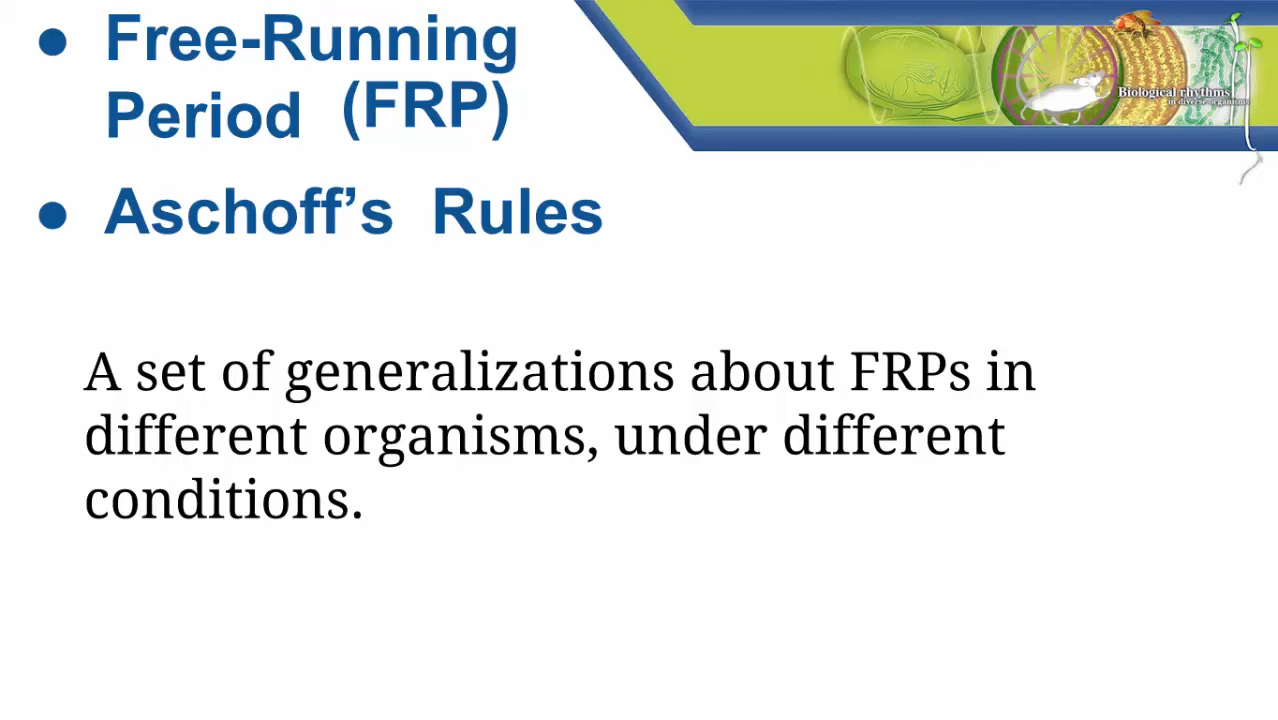 ● Free-Running
Period (FRP)
Biological rhythms
in diverse organisms
● Aschoff’s Rules
A set of generalizations about FRPs in
different organisms, under different
conditions.